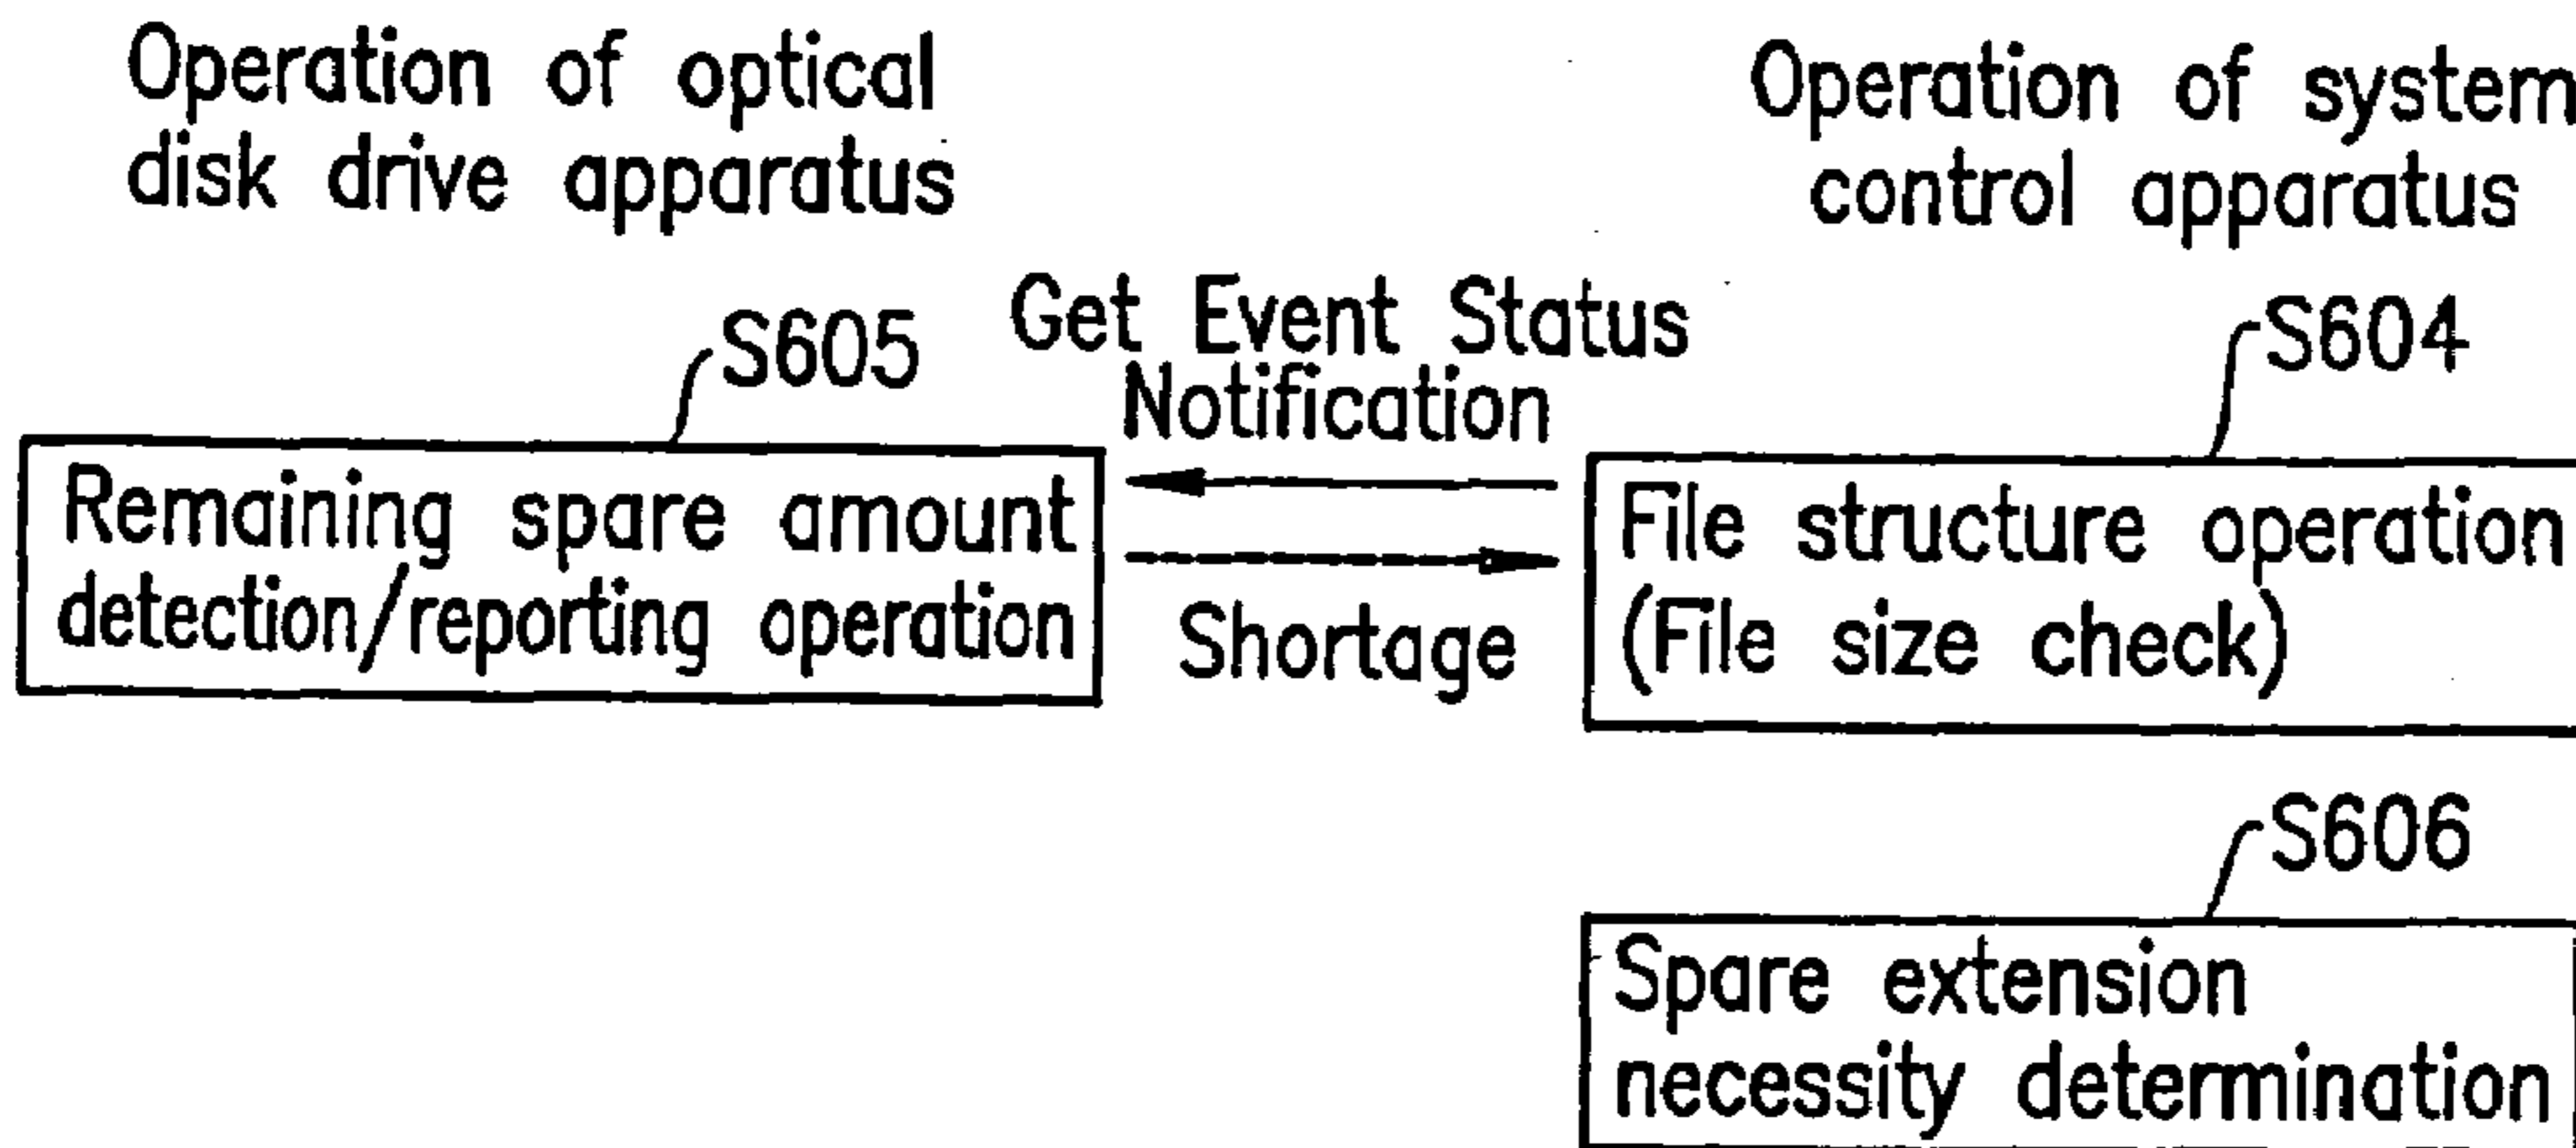 Operation of optical
disk drive apparatus
Operation of system
control apparatus
S605
Get Event Status
Notification
S604
Remaining spare amount
detection/reporting operation
Shortage
File structure operation
(File size check)
S606
Spare extension
necessity determination